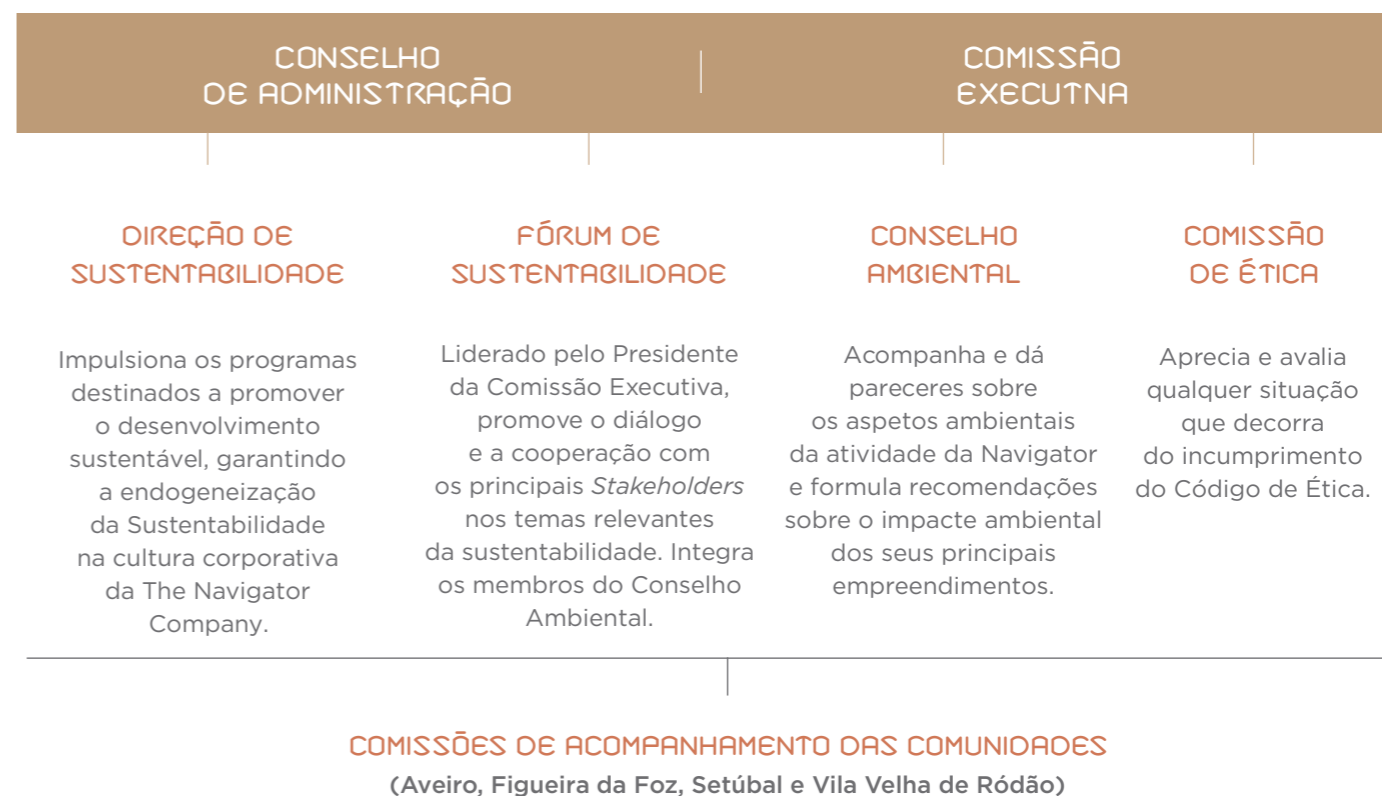 CONSELHO
DE ADMINISTRAÇÃO
COMISSÃO
EXECUTNA
DIREÇÃO DE
SUSTENTABILIDADE
Impulsiona os programas
destinados a promover
o desenvolvimento
sustentável, garantindo
a endogeneização
da Sustentabilidade
na cultura corporativa
da The Navigator
Company.
FÓRUM DE
SUSTENTABILIDADE
Liderado pelo Presidente
da Comissão Executiva,
promove o diálogo
e a cooperação com
os principais Stakeholders
nos temas relevantes
da sustentabilidade. Integra
os membros do Conselho
Ambiental.
CONSELHO
AMBIENTAL
Acompanha e dá
pareceres sobre
os aspetos ambientais
da atividade da Navigator
e formula recomendações
sobre o impacte ambiental
dos seus principais
empreendimentos.
COMISSÃO
DE ÉTICA
Aprecia e avalia
qualquer situação
que decorra
do incumprimento
do Código de Ética.
COMISSÕES DE ACOMPANHAMENTO DAS COMUNIDADES
(Aveiro, Figueira da Foz, Setúbal e Vila Velha de Ródão)